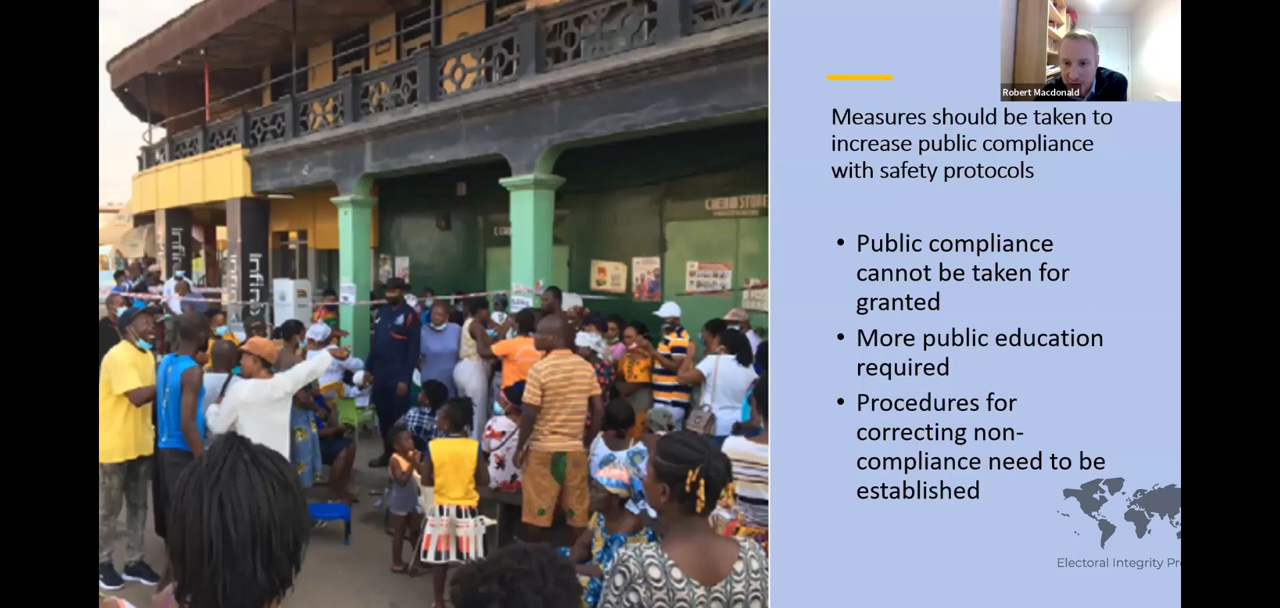 Robert Macdonald
Measures should be taken to
increase public compliance
with safety protocols
• Public compliance
cannot be taken for
granted
• More public education
required
• Procedures for
correcting non-
compliance need to be
established
Electoral Integrity Pr
Infinix